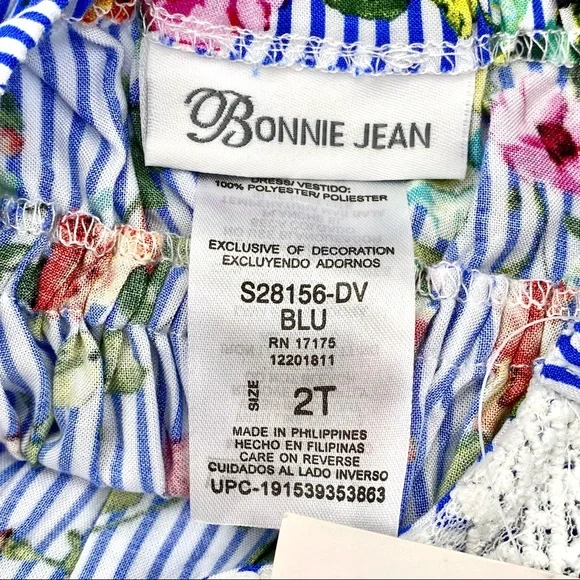 BONNIE JEAN
DRESS/ VESTIDO:
100% POLYESTER/ POLIESTER
EXCLUSIVE OF DECORATION
EXCLUYENDO ADORNOS
S28156-DV
BLU
RN 17175
12201811
SIZE 2T
MADE IN PHILIPPINES
HECHO EN FILIPINAS
CARE ON REVERSE
CUIDADOS AL LADO INVERSO
UPC-191539353863